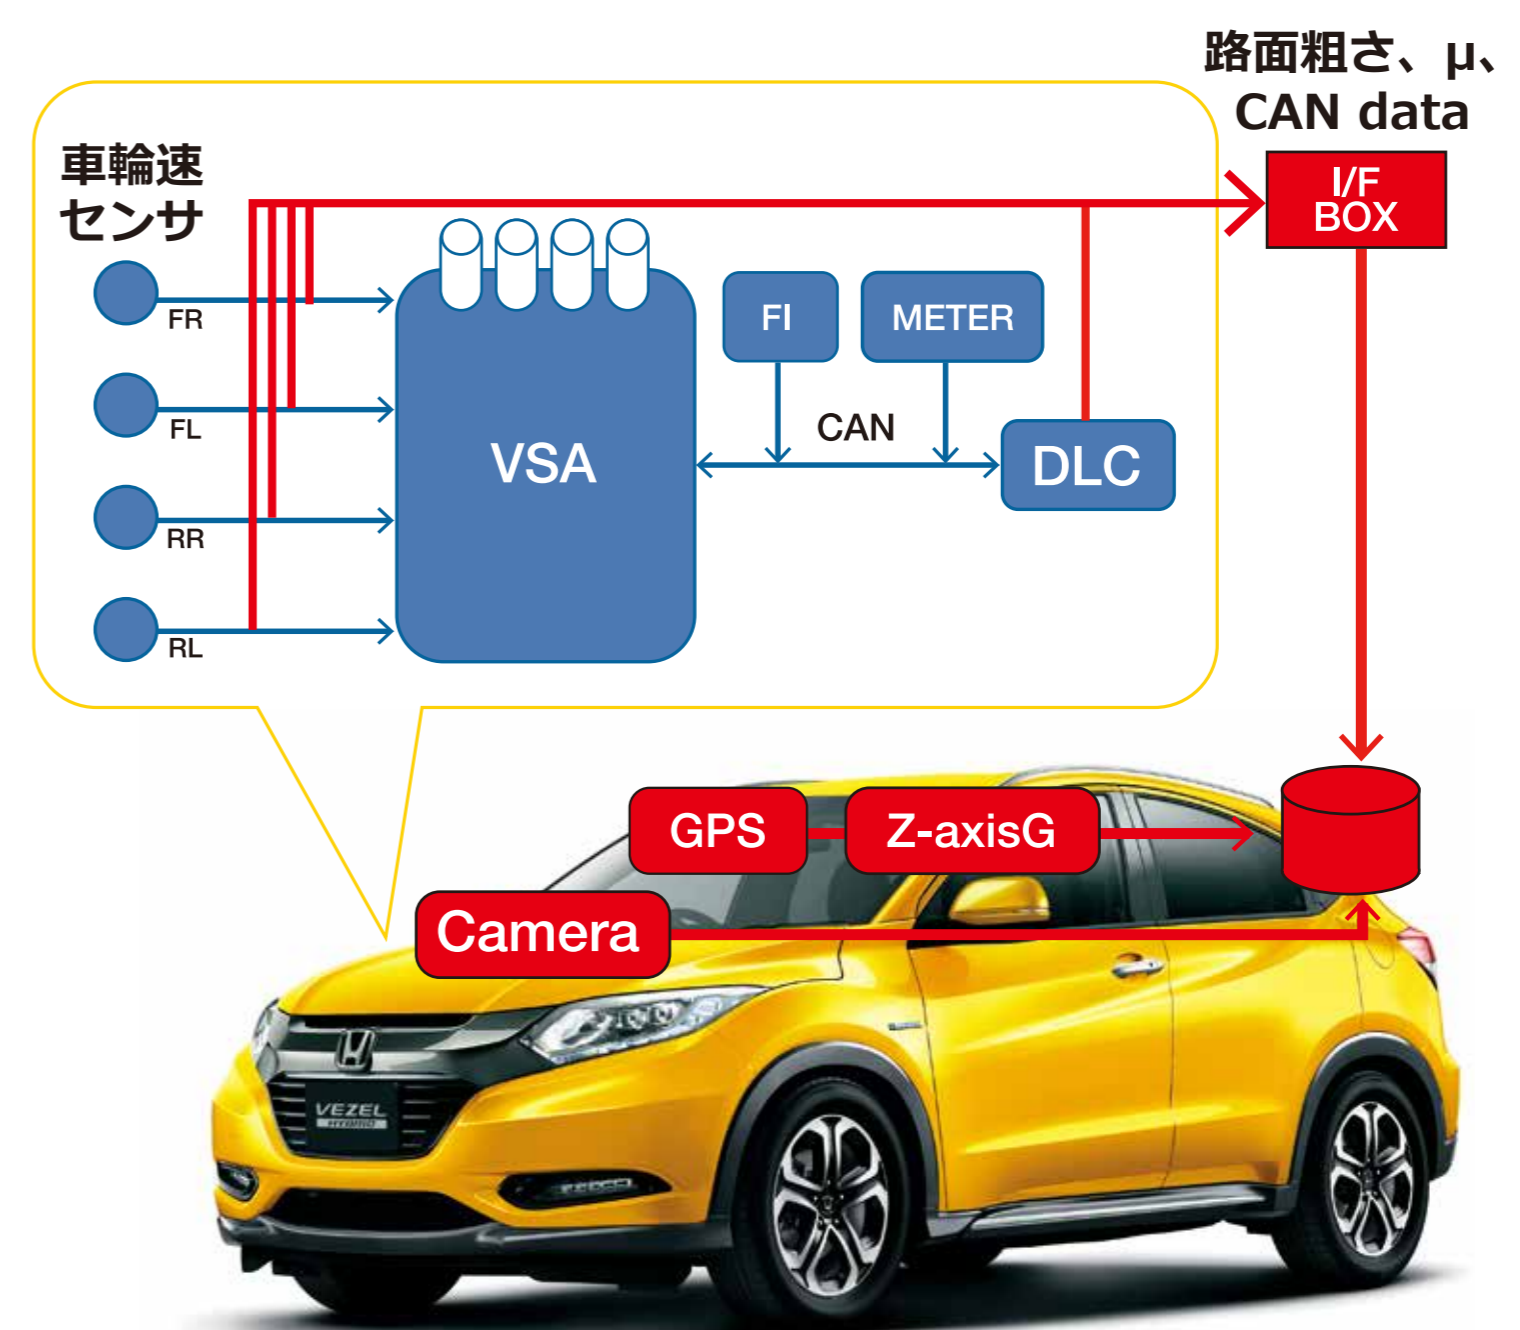 路面粗さ、μ、
CAN data
車輪速
センサ
I/F
BOX
FR
FL
RR
RL
VSA
FI
METER
CAN
DLC
GPS
Z-axisG
Camera
VEZEL
HYBRID